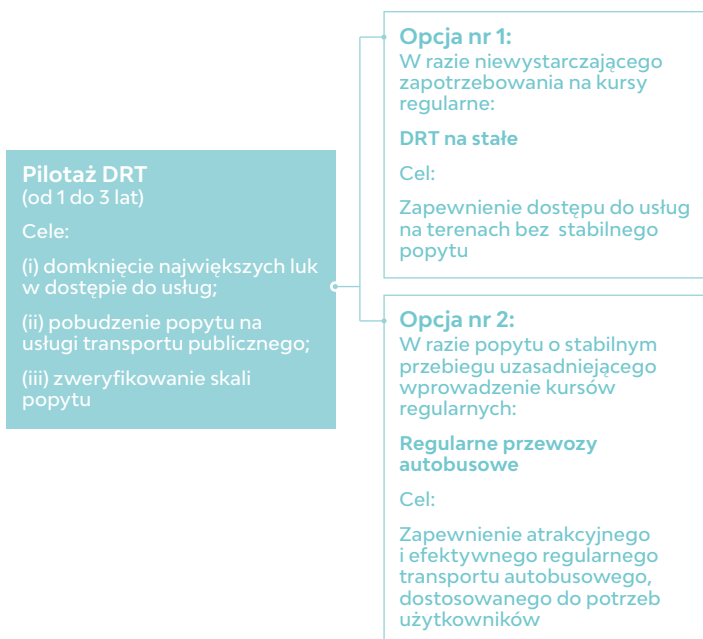 Pilotaż DRT
(od 1 do 3 lat)
Cele:
(i) domknięcie największych luk
w dostępie do usług;
(ii) pobudzenie popytu na
usługi transportu publicznego;
(iii) zweryfikowanie skali
popytu
Opcja nr 1:
W razie niewystarczającego
zapotrzebowania na kursy
regularne:
DRT na stałe
Cel:
Zapewnienie dostępu do usług
na terenach bez stabilnego
popytu
Opcja nr 2:
W razie popytu o stabilnym
przebiegu uzasadniejącego
wprowadzenie kursów
regularnych:
Regularne przewozy
autobusowe
Cel:
Zapewnienie atrakcyjnego
i efektywnego regularnego
transportu autobusowego,
dostosowanego do potrzeb
użytkowników